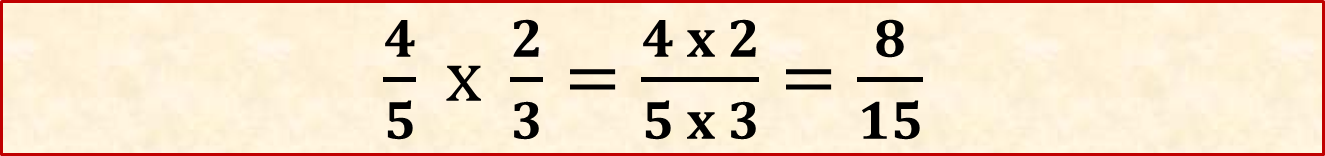 4/5 x 2/3 = 4 x 2/5 x 3 = 8/15